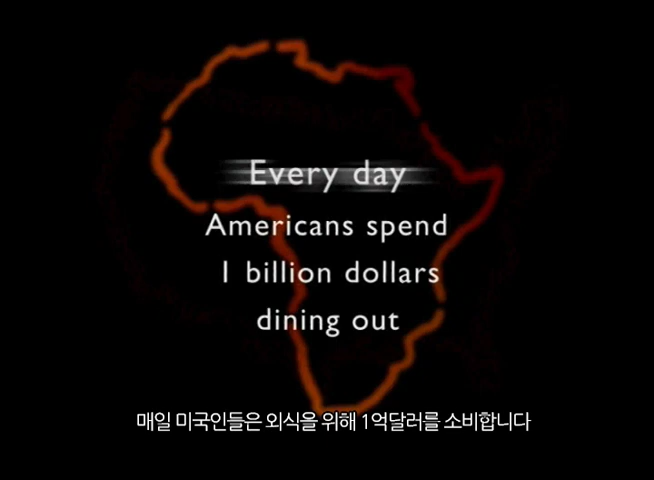 Every day
Americans spend
1 billion dollars
dining out
매일 미국인들은 외식을 위해 1억달러를 소비합니다